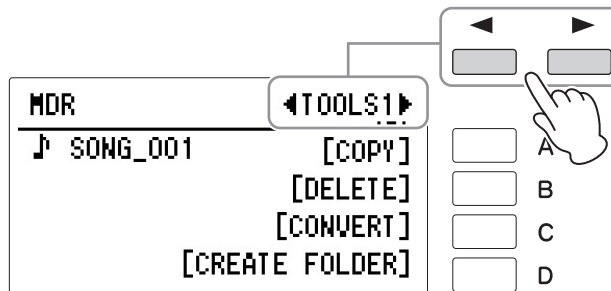 MDR ◀TOOLS1▶
♪ SONG_001 [COPY] A
[DELETE] B
[CONVERT] C
[CREATE FOLDER] D